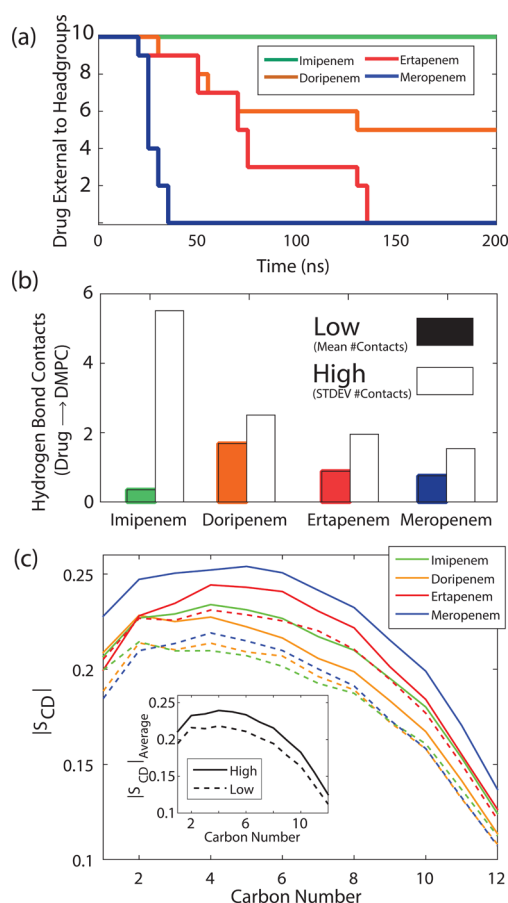 (a)
Drug External to Headgroups
10
8
6
4
2
Imipenem
Doripenem
Ertapenem
Meropenem
0
50
100
150
200
Time (ns)
(b)
Hydrogen Bond Contacts
(Drug → DMPC)
6
4
2
0
Low
(Mean #Contacts)
High
(STDEV #Contacts)
Imipenem
Doripenem
Ertapenem
Meropenem
(c)
|SCD|
0.25
0.2
0.15
0.1
Imipenem
Doripenem
Ertapenem
Meropenem
|SCD|Average
0.25
0.2
0.15
0.1
High
Low
2
6
10
Carbon Number
2
4
6
8
10
12
Carbon Number